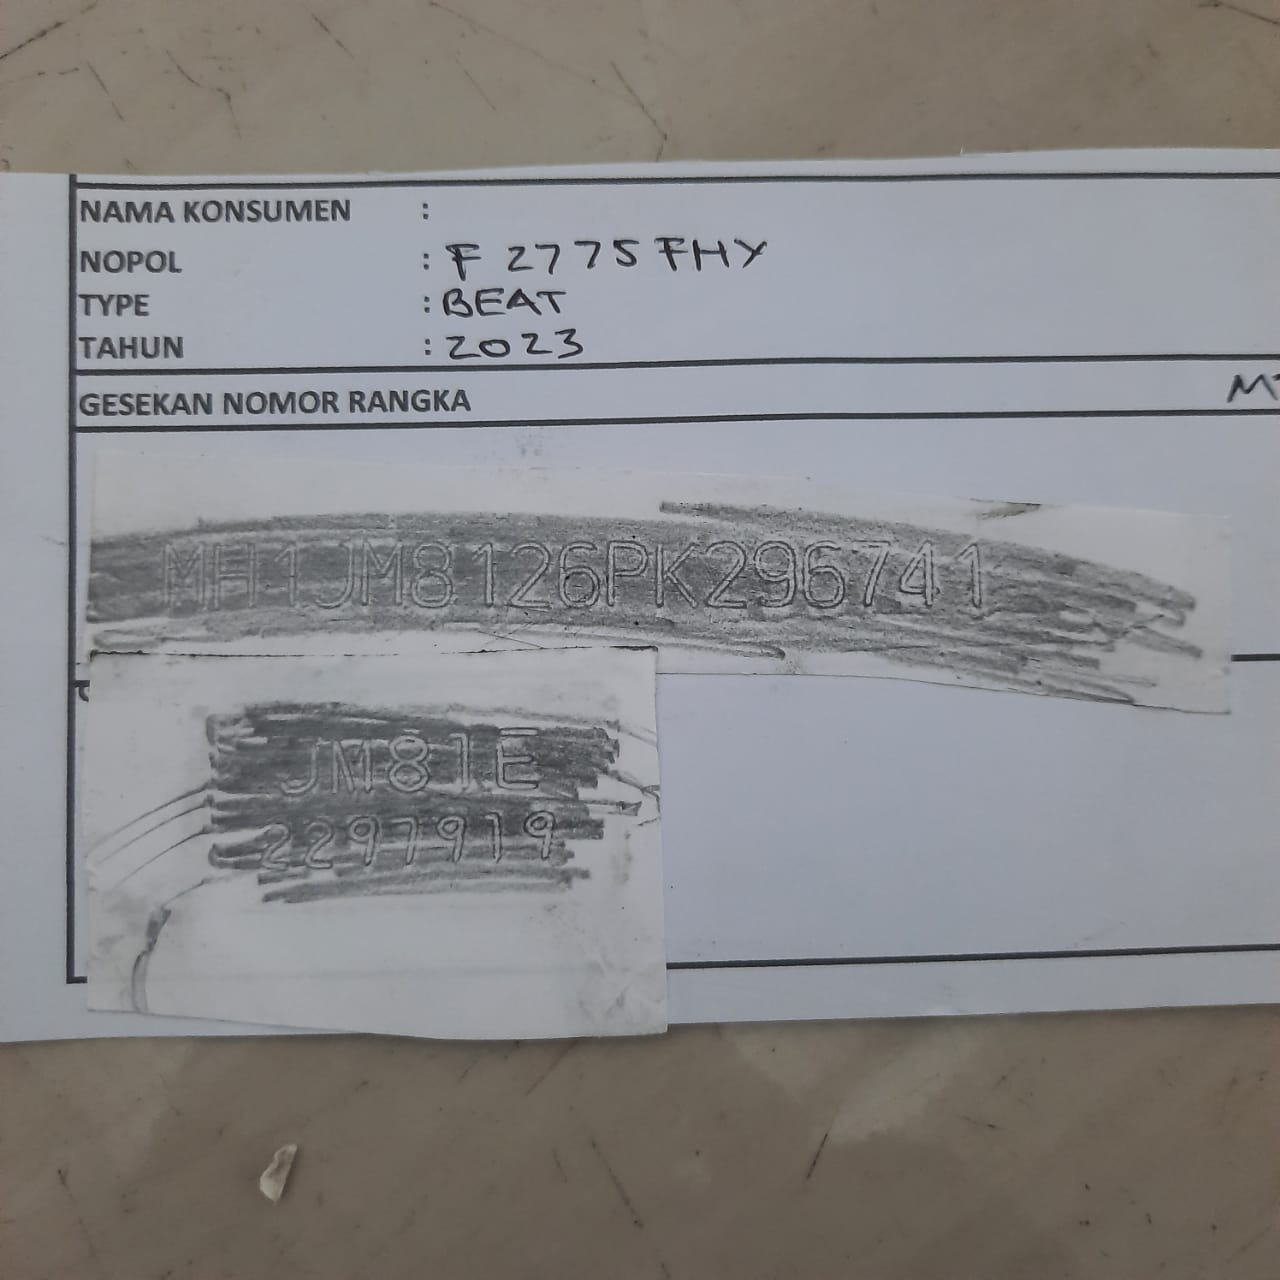 NAMA KONSUMEN :
NOPOL : F 2775 FHY
TYPE : BEAT
TAHUN : 2023
GESEKAN NOMOR RANGKA
MH1JM8126PK296741
JM81E
2297919